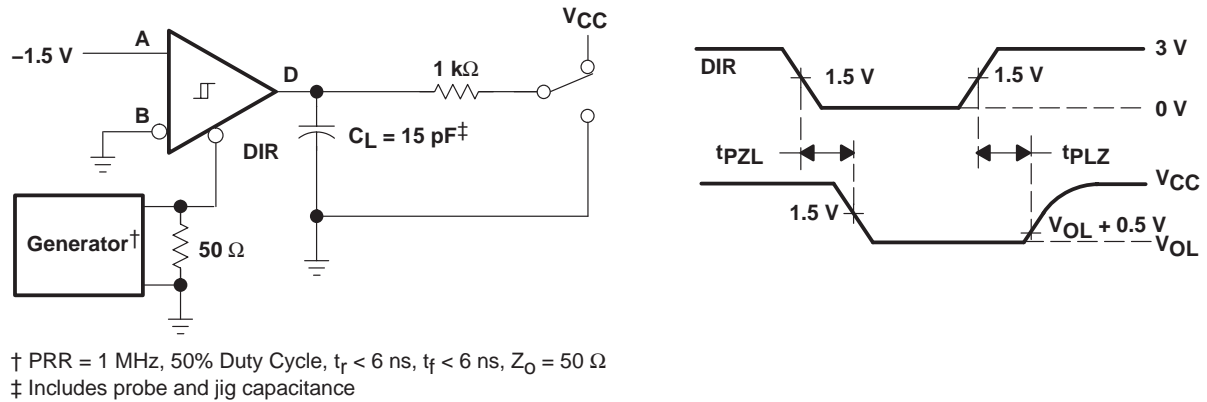 VCC
–1.5 V
A
D
1 kΩ
B
CL = 15 pF‡
DIR
Generator†
50 Ω
DIR
1.5 V
1.5 V
3 V
0 V
tPZL
tPLZ
VCC
1.5 V
VOL + 0.5 V
VOL
† PRR = 1 MHz, 50% Duty Cycle, tr < 6 ns, tf < 6 ns, ZO = 50 Ω
‡ Includes probe and jig capacitance